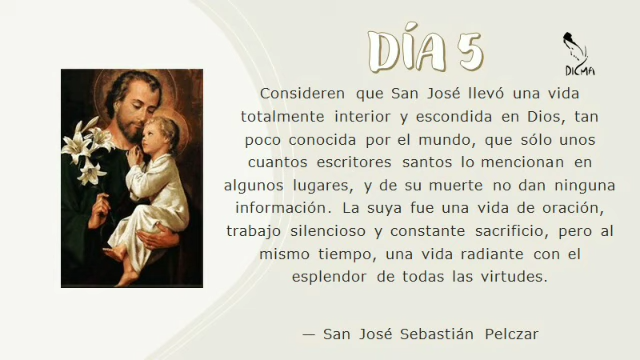 DÍA 5
DICMA
Consideren que San José llevó una vida
totalmente interior y escondida en Dios, tan
poco conocida por el mundo, que sólo unos
cuantos escritores santos lo mencionan en
algunos lugares, y de su muerte no dan ninguna
información. La suya fue una vida de oración,
trabajo silencioso y constante sacrificio, pero al
mismo tiempo, una vida radiante con el
esplendor de todas las virtudes.
— San José Sebastián Pelczar